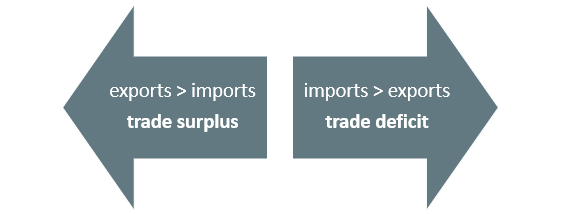 exports > imports
trade surplus
imports > exports
trade deficit